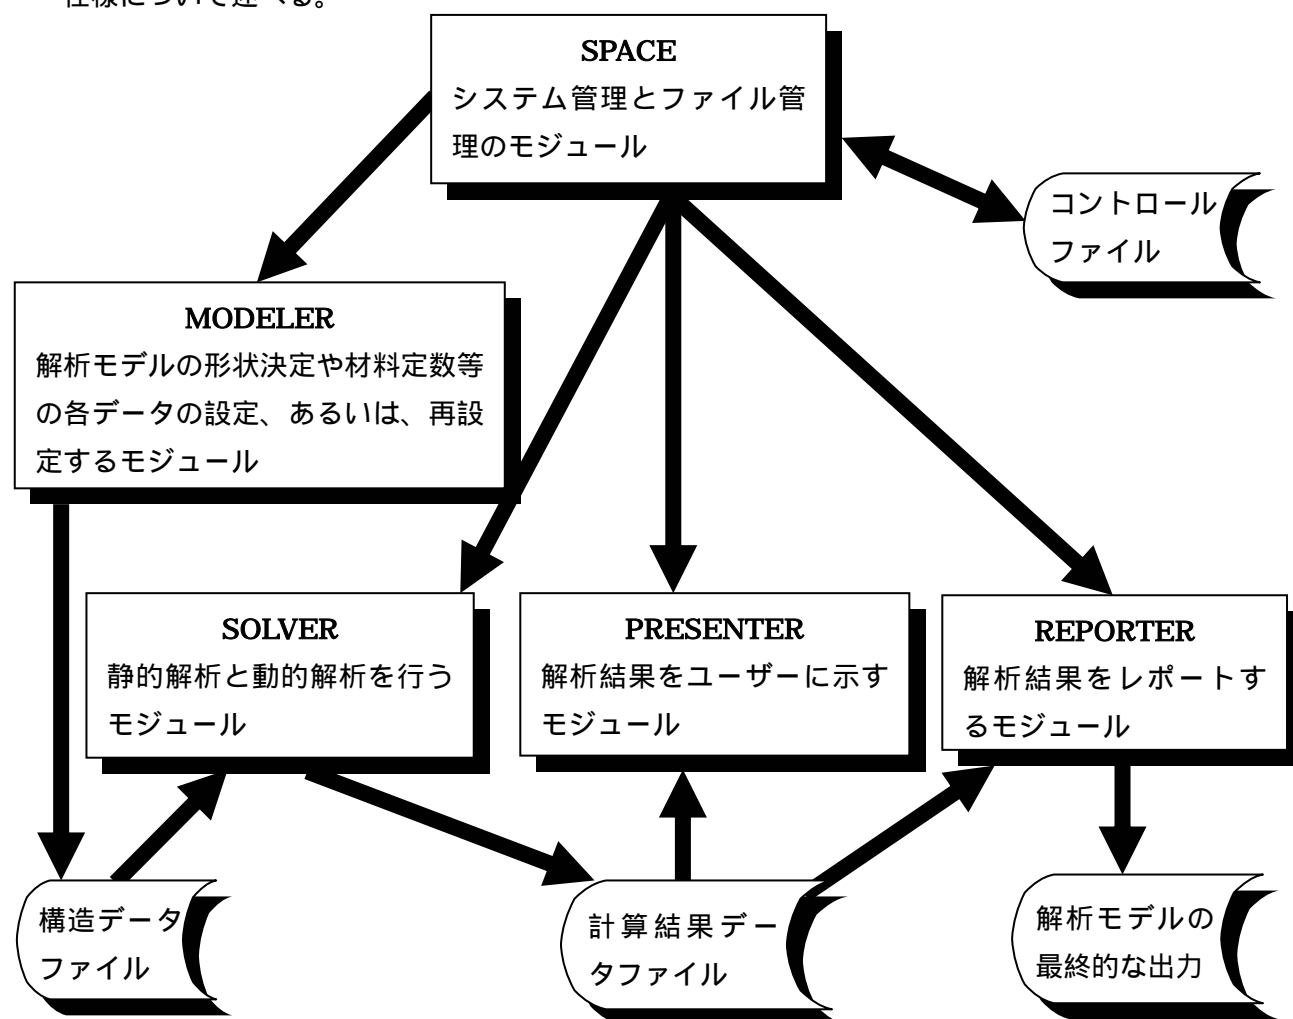 仕様について述べる。
SPACE
システム管理とファイル管
理のモジュール
コントロール
ファイル
MODELER
解析モデルの形状決定や材料定数等
の各データの設定、あるいは、再設
定するモジュール
SOLVER
静的解析と動的解析を行う
モジュール
PRESENTER
解析結果をユーザーに示す
モジュール
REPORTER
解析結果をレポートす
るモジュール
構造データ
ファイル
計算結果デー
タファイル
解析モデルの
最終的な出力